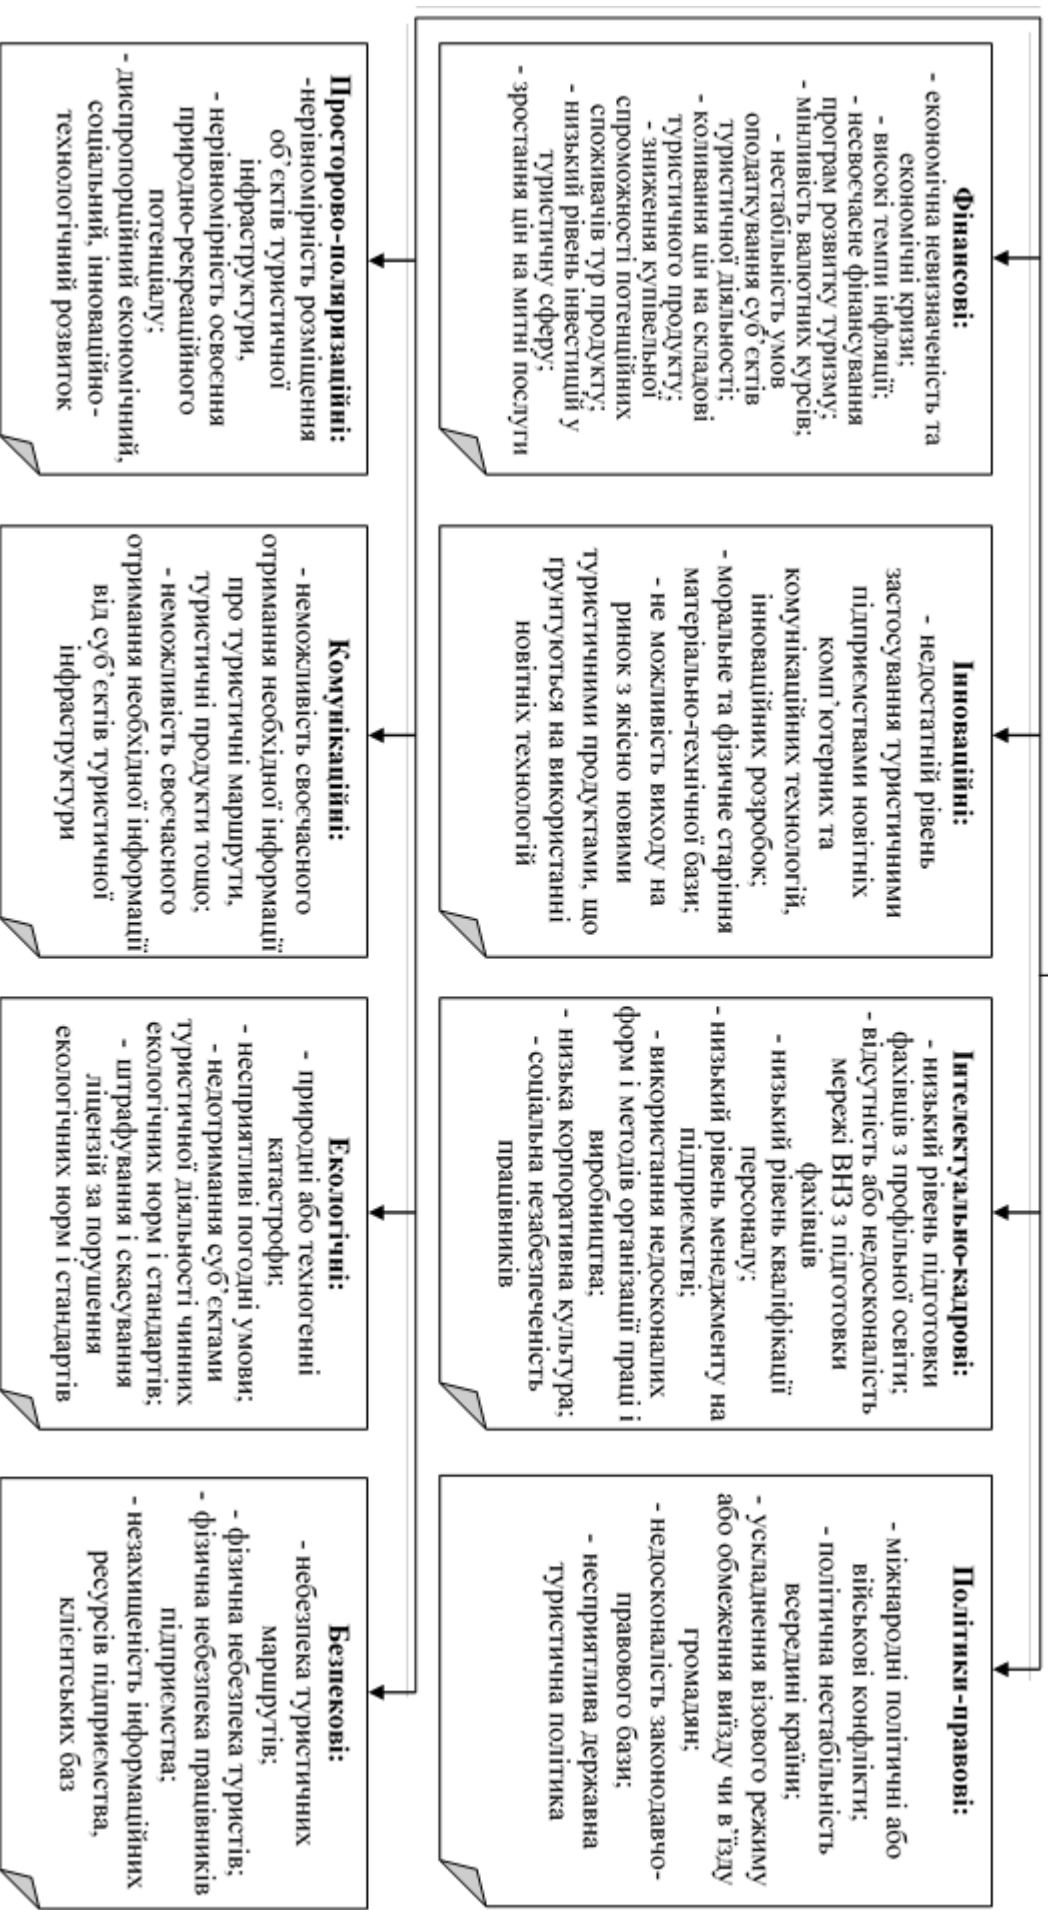 Фінансові:
- економічна невизначеність та
економічні кризи;
- високі темпи інфляції;
- несвоєчасне фінансування
програм розвитку туризму;
- мінливість валютних курсів;
- нестабільність умов
оподаткування суб’єктів
туристичної діяльності;
- коливання цін на складові
туристичного продукту;
- зниження купівельної
спроможності потенційних
споживачів тур продукту;
- низький рівень інвестицій у
туристичну сферу;
- зростання цін на митні послуги
Інноваційні:
- недостатній рівень
застосування туристичними
підприємствами новітніх
комп’ютерних та
комунікаційних технологій,
інноваційних розробок;
- моральне та фізичне старіння
матеріально-технічної бази;
- не можливість виходу на
ринок з якісно новими
туристичними продуктами, що
ґрунтуються на використанні
новітніх технологій
Інтелектуально-кадрові:
- низький рівень підготовки
фахівців з профільної освіти;
- відсутність або недосконалість
мережі ВНЗ з підготовки
фахівців
- низький рівень кваліфікації
персоналу;
- низький рівень менеджменту на
підприємстві;
- використання недосконалих
форм і методів організації праці і
виробництва;
- низька корпоративна культура;
- соціальна незабезпеченість
працівників
Політики-правові:
- міжнародні політичні або
військові конфлікти;
- політична нестабільність
всередині країни;
- ускладнення візового режиму
або обмеження виїзду чи в’їзду
громадян;
- недосконалість законодавчо-
правового бази;
- несприятлива державна
туристична політика
Просторово-поляризаційні:
-нерівномірність розміщення
об’єктів туристичної
інфраструктури,
- нерівномірність освоєння
природно-рекреаційного
потенціалу;
- диспропорційний економічний,
соціальний, інноваційно-
технологічний розвиток
Комунікаційні:
- неможливість своєчасного
отримання необхідної інформації
про туристичні маршрути,
туристичні продукти тощо;
- неможливість своєчасного
отримання необхідної інформації
від суб’єктів туристичної
інфраструктури
Екологічні:
- природні або техногенні
катастрофи;
- несприятливі погодні умови;
- недотримання суб’єктами
туристичної діяльності чинних
екологічних норм і стандартів;
- штрафування і скасування
ліцензій за порушення
екологічних норм і стандартів
Безпекові:
- небезпека туристичних
маршрутів;
- фізична небезпека туристів;
- фізична небезпека працівників
підприємства;
- незахищеність інформаційних
ресурсів підприємства,
клієнтських баз